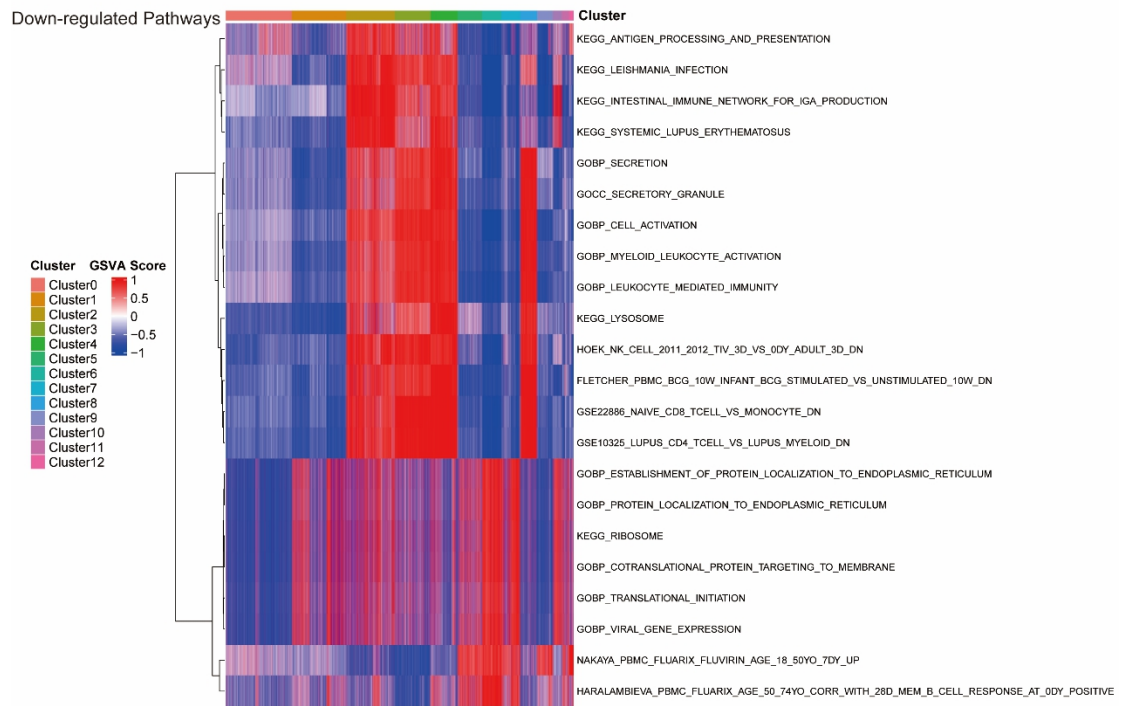 Down-regulated Pathways
Cluster
KEGG_ANTIGEN_PROCESSING_AND_PRESENTATION
KEGG_LEISHMANIA_INFECTION
KEGG_INTESTINAL_IMMUNE_NETWORK_FOR_IGA_PRODUCTION
KEGG_SYSTEMIC_LUPUS_ERYTHEMATOSUS
GOBP_SECRETION
GOCC_SECRETORY_GRANULE
GOBP_CELL_ACTIVATION
GOBP_MYELOID_LEUKOCYTE_ACTIVATION
GOBP_LEUKOCYTE_MEDIATED_IMMUNITY
KEGG_LYSOSOME
HOEK_NK_CELL_2011_2012_TIV_3D_VS_0DY_ADULT_3D_DN
FLETCHER_PBMC_BCG_10W_INFANT_BCG_STIMULATED_VS_UNSTIMULATED_10W_DN
GSE22886_NAIVE_CD8_TCELL_VS_MONOCYTE_DN
GSE10325_LUPUS_CD4_TCELL_VS_LUPUS_MYELOID_DN
GOBP_ESTABLISHMENT_OF_PROTEIN_LOCALIZATION_TO_ENDOPLASMIC_RETICULUM
GOBP_PROTEIN_LOCALIZATION_TO_ENDOPLASMIC_RETICULUM
KEGG_RIBOSOME
GOBP_COTRANSLATIONAL_PROTEIN_TARGETING_TO_MEMBRANE
GOBP_TRANSLATIONAL_INITIATION
GOBP_VIRAL_GENE_EXPRESSION
NAKAYA_PBMC_FLUARIX_FLUVIRIN_AGE_18_50YO_7DY_UP
HARALAMBIEVA_PBMC_FLUARIX_AGE_50_74YO_CORR_WITH_28D_MEM_B_CELL_RESPONSE_AT_0DY_POSITIVE
Cluster
Cluster0
Cluster1
Cluster2
Cluster3
Cluster4
Cluster5
Cluster6
Cluster7
Cluster8
Cluster9
Cluster10
Cluster11
Cluster12
GSVA Score
1
0.5
0
−0.5
−1